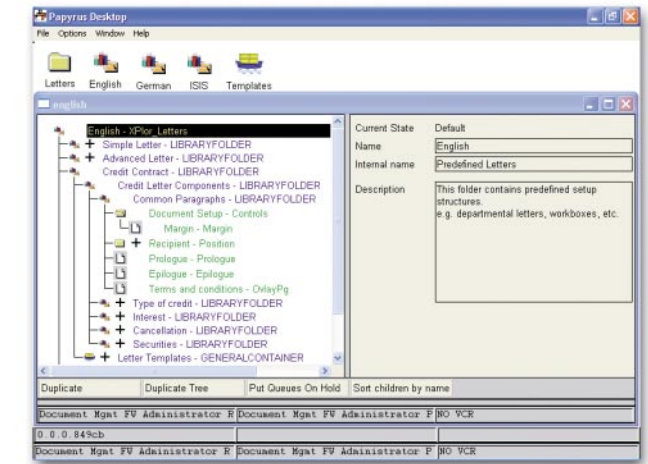 Papyrus Desktop
File Options Window Help
Letters English German ISIS Templates
english
English - XPlor_Letters
Simple Letter - LIBRARYFOLDER
Advanced Letter - LIBRARYFOLDER
Credit Contract - LIBRARYFOLDER
Credit Letter Components - LIBRARYFOLDER
Common Paragraphs - LIBRARYFOLDER
Document Setup - Controls
Margin - Margin
Recipient - Position
Prologue - Prologue
Epilogue - Epilogue
Terms and conditions - OvlayPg
Type of credit - LIBRARYFOLDER
Interest - LIBRARYFOLDER
Cancellation - LIBRARYFOLDER
Securities - LIBRARYFOLDER
Letter Templates - GENERALCONTAINER
Current State Default
Name English
Internal name Predefined Letters
Description This folder contains predefined setup
structures.
e.g. departmental letters, workboxes, etc.
Duplicate Duplicate Tree Put Queues On Hold Sort children by name
Document Mgmt FV Administrator R Document Mgmt FV Administrator P NO VCR
0.0.0.849cb
Document Mgmt FV Administrator R Document Mgmt FV Administrator P NO VCR